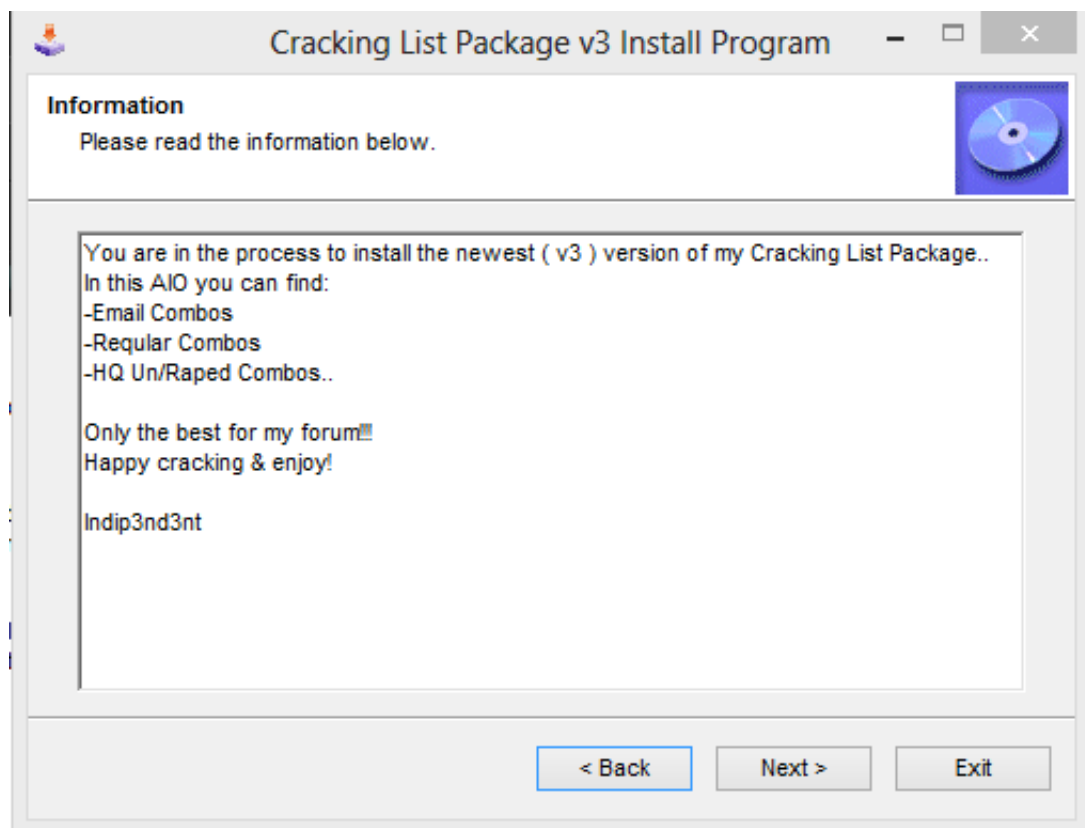 Cracking List Package v3 Install Program
Information
Please read the information below.
You are in the process to install the newest ( v3 ) version of my Cracking List Package..
In this AIO you can find:
-Email Combos
-Reqular Combos
-HQ Un/Raped Combos..
Only the best for my forum!!!
Happy cracking & enjoy!
Indip3nd3nt
< Back
Next >
Exit